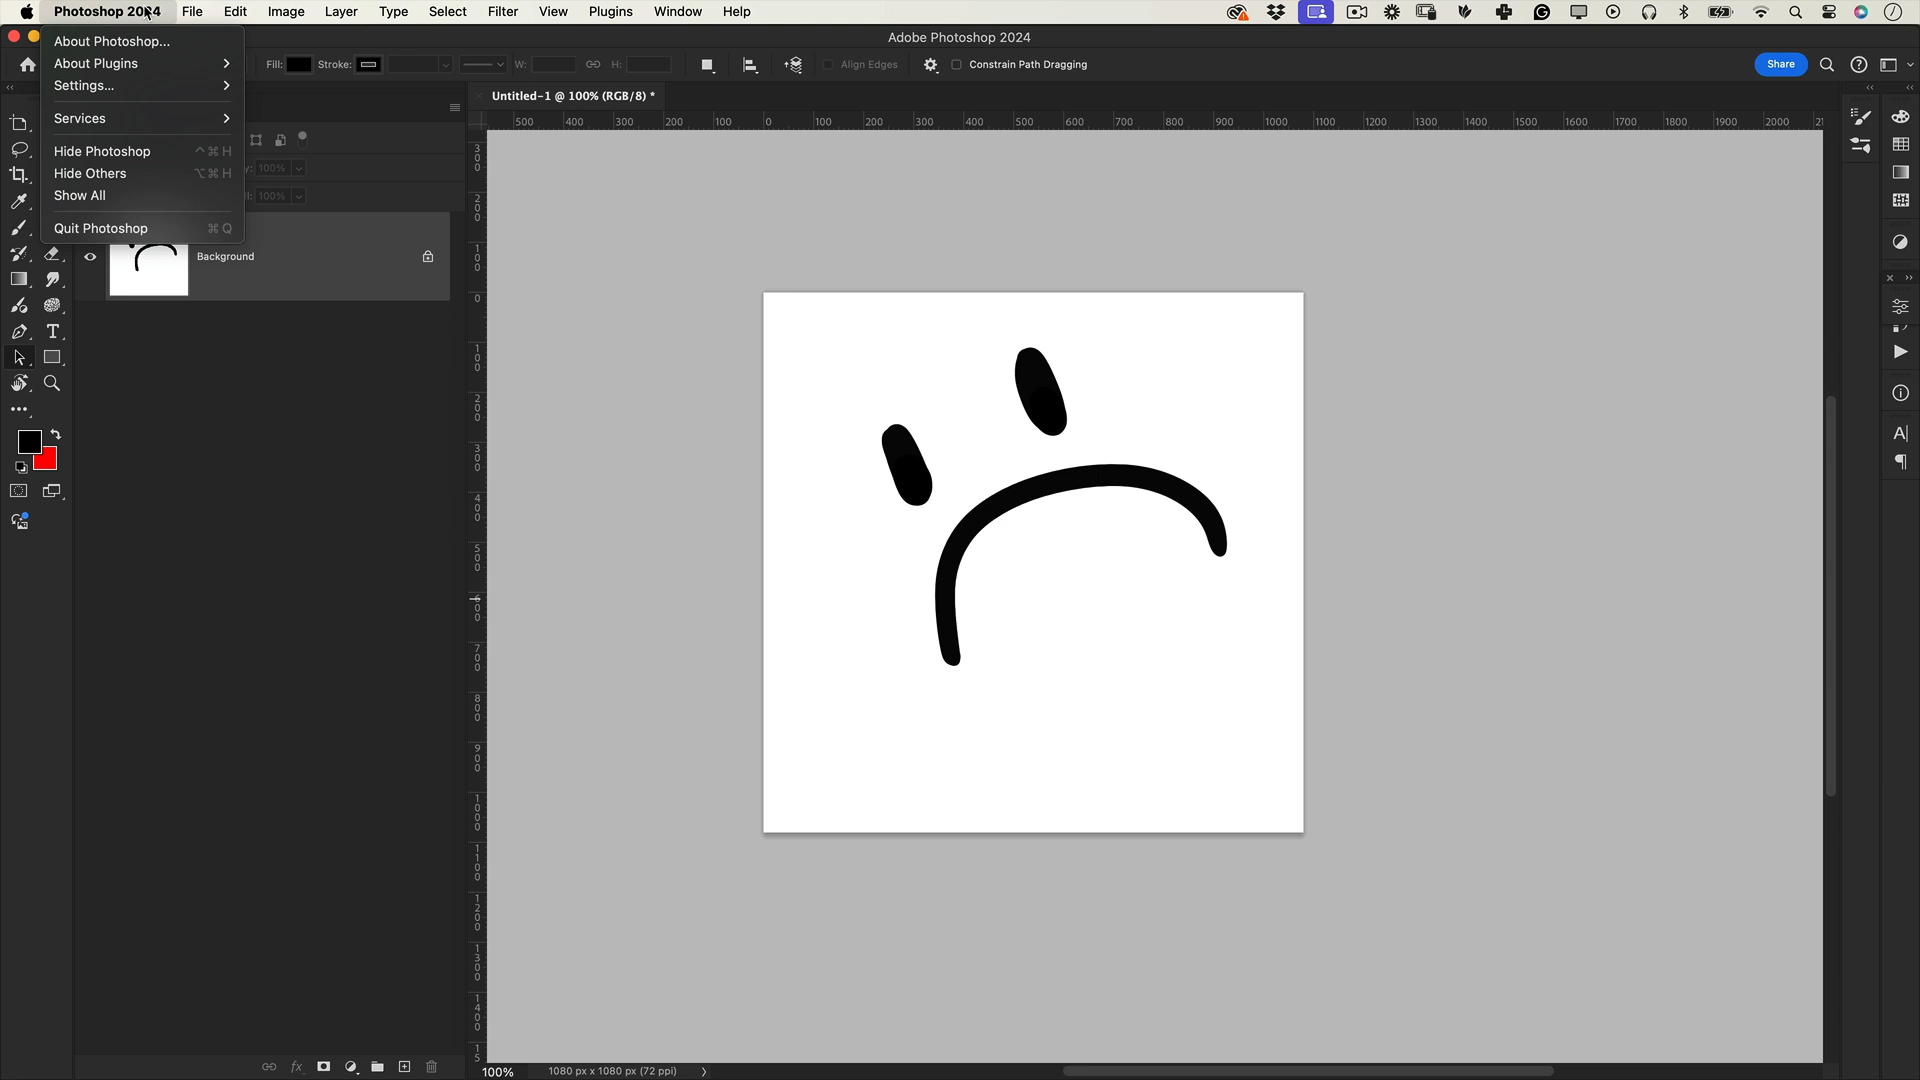 Photoshop 2024 File Edit Image Layer Type Select Filter View Plugins Window Help
Adobe Photoshop 2024
About Photoshop...
About Plugins
Settings...
Services
Hide Photoshop ^⌘H
Hide Others ⌥⌘H
Show All
Quit Photoshop ⌘Q
Fill: Stroke: W: H: Align Edges Constrain Path Dragging Share
Untitled-1 @ 100% (RGB/8) *
500 400 300 200 100 0 100 200 300 400 500 600 700 800 900 1000 1100 1200 1300 1400 1500 1600 1700 1800 1900 2000
300
200
100
0
100
200
300
400
500
600
700
800
900
1000
1100
1200
1300
1400
15
100%
100%
Background
100% 1080 px x 1080 px (72 ppi)